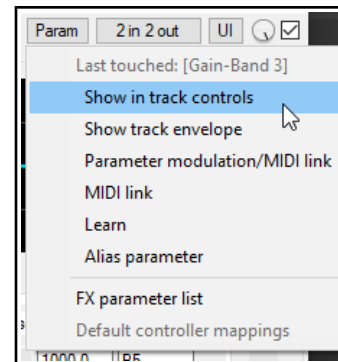 Param 2 in 2 out UI
Last touched: [Gain-Band 3]
Show in track controls
Show track envelope
Parameter modulation/MIDI link
MIDI link
Learn
Alias parameter
FX parameter list
Default controller mappings